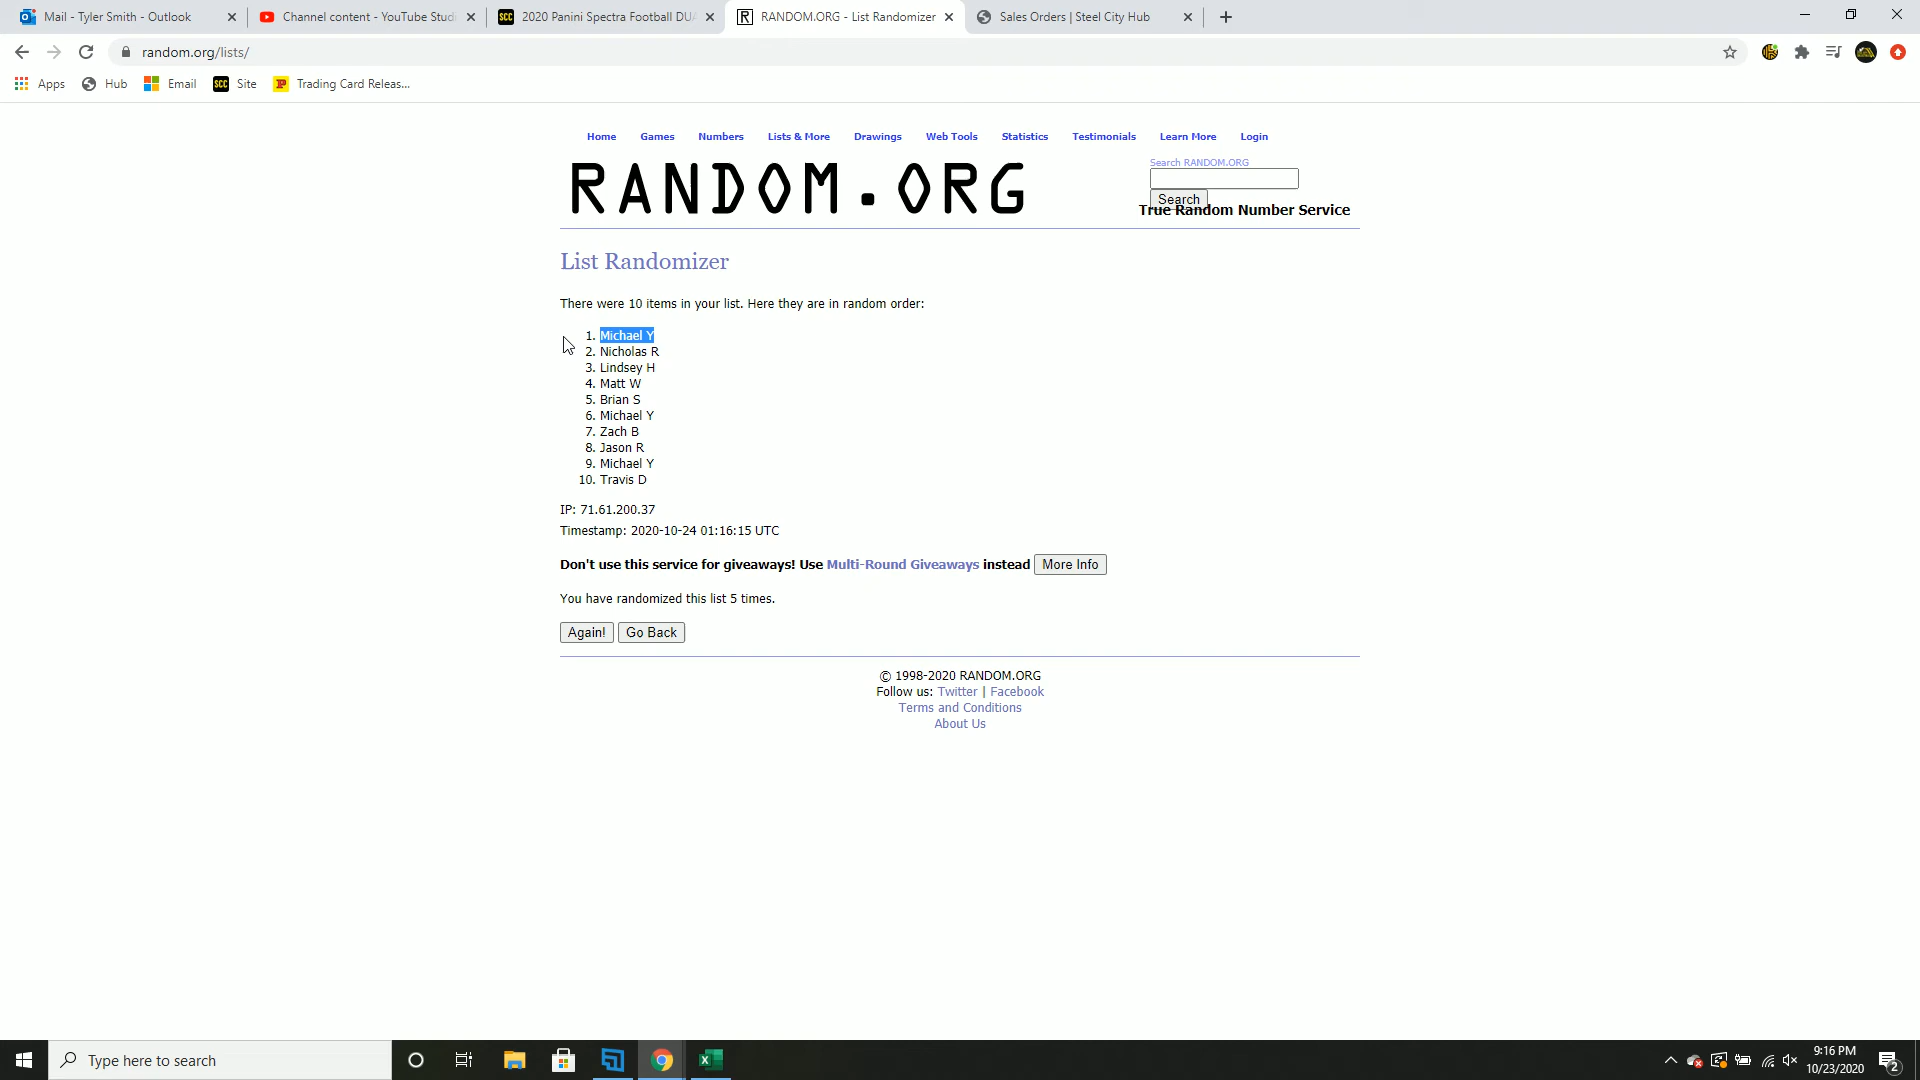 Mail - Tyler Smith - Outlook
Channel content - YouTube Stud
SCC 2020 Panini Spectra Football DU
R RANDOM.ORG - List Randomizer
Sales Orders | Steel City Hub
random.org/lists/
Apps
Hub
Email
SCC Site
Trading Card Releas...
Home
Games
Numbers
Lists & More
Drawings
Web Tools
Statistics
Testimonials
Learn More
Login
RANDOM.ORG
Search RANDOM.ORG
Search
True Random Number Service
List Randomizer
There were 10 items in your list. Here they are in random order:
1. Michael Y
2. Nicholas R
3. Lindsey H
4. Matt W
5. Brian S
6. Michael Y
7. Zach B
8. Jason R
9. Michael Y
10. Travis D
IP: 71.61.200.37
Timestamp: 2020-10-24 01:16:15 UTC
Don't use this service for giveaways! Use Multi-Round Giveaways instead More Info
You have randomized this list 5 times.
Again! Go Back
© 1998-2020 RANDOM.ORG
Follow us: Twitter | Facebook
Terms and Conditions
About Us
Type here to search
9:16 PM
10/23/2020
2